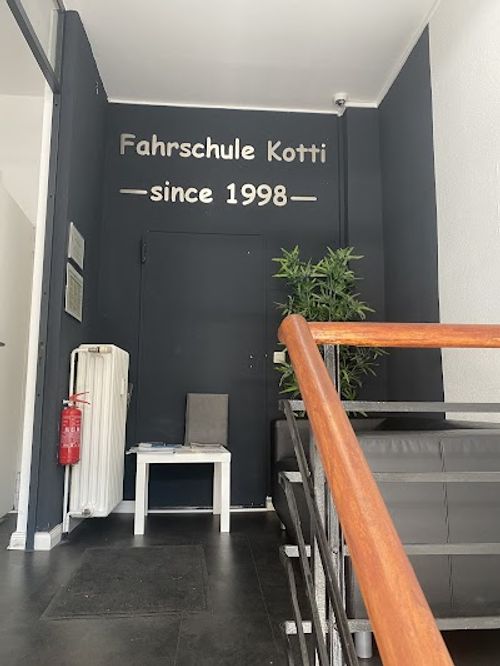 Fahrschule Kotti
—since 1998—